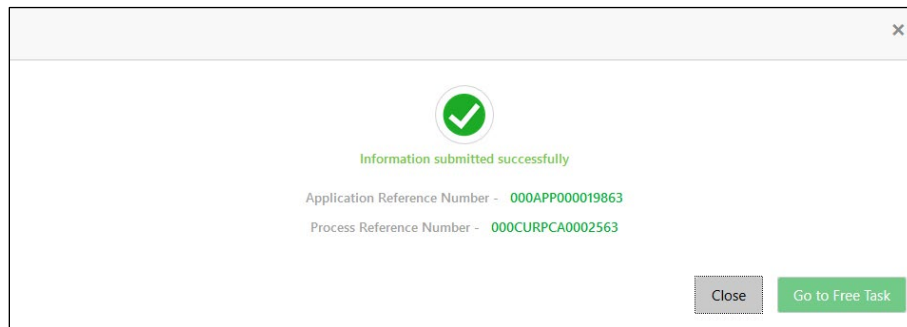 ×
Information submitted successfully
Application Reference Number - 000APP000019863
Process Reference Number - 000CURPCA0002563
Close Go to Free Task